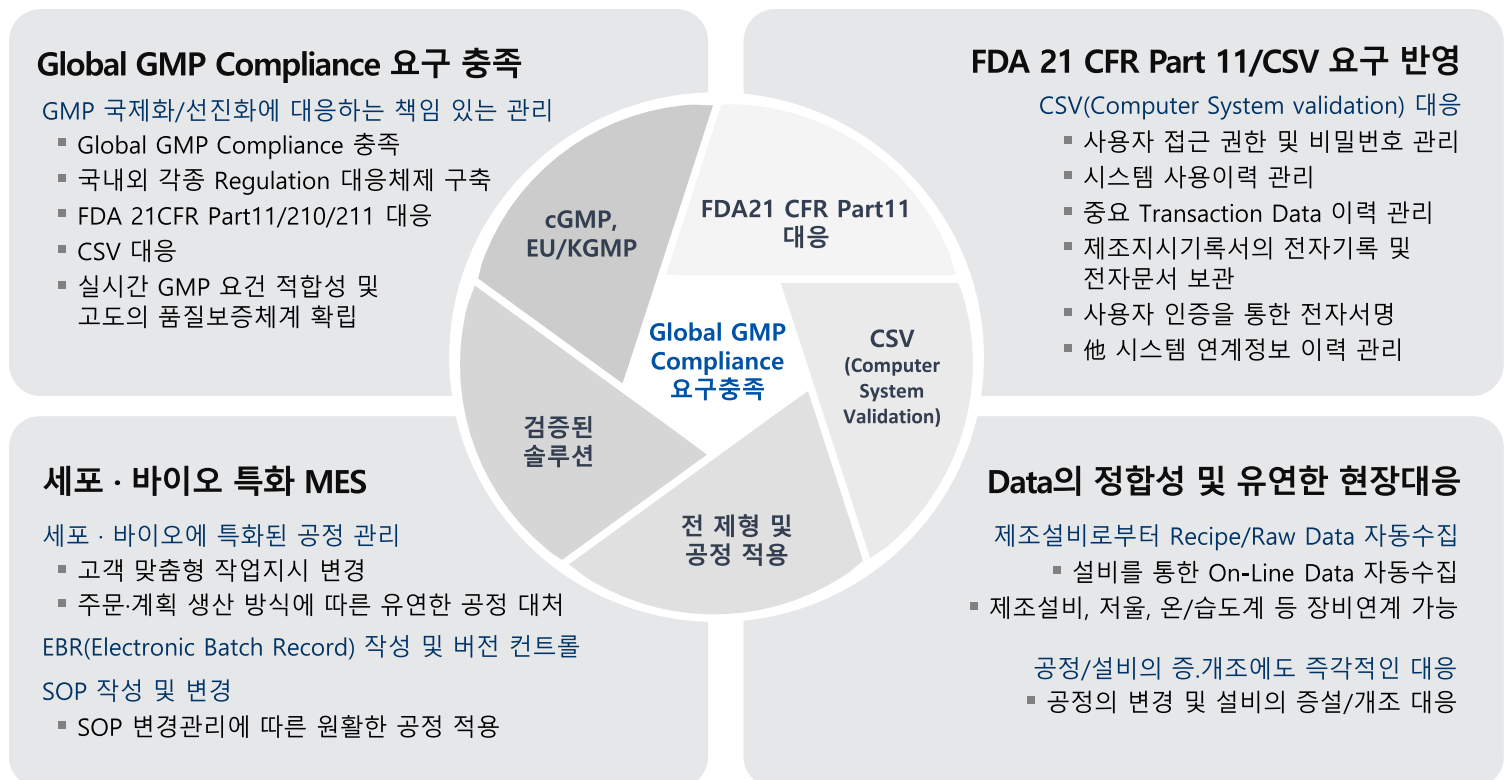 Global GMP Compliance 요구 충족
GMP 국제화/선진화에 대응하는 책임 있는 관리
Global GMP Compliance 충족
국내외 각종 Regulation 대응체제 구축
FDA 21CFR Part11/210/211 대응
CSV 대응
실시간 GMP 요건 적합성 및
고도의 품질보증체계 확립
FDA 21 CFR Part 11/CSV 요구 반영
CSV(Computer System validation) 대응
사용자 접근 권한 및 비밀번호 관리
시스템 사용이력 관리
중요 Transaction Data 이력 관리
제조지시기록서의 전자기록 및
전자문서 보관
사용자 인증을 통한 전자서명
他 시스템 연계정보 이력 관리
cGMP,
EU/KGMP
FDA21 CFR Part11
대응
CSV
(Computer
System
Validation)
전 제형 및
공정 적용
검증된
솔루션
Global GMP
Compliance
요구충족
세포 · 바이오 특화 MES
세포 · 바이오에 특화된 공정 관리
고객 맞춤형 작업지시 변경
주문·계획 생산 방식에 따른 유연한 공정 대처
EBR(Electronic Batch Record) 작성 및 버전 컨트롤
SOP 작성 및 변경
SOP 변경관리에 따른 원활한 공정 적용
Data의 정합성 및 유연한 현장대응
제조설비로부터 Recipe/Raw Data 자동수집
설비를 통한 On-Line Data 자동수집
제조설비, 저울, 온/습도계 등 장비연계 가능
공정/설비의 증.개조에도 즉각적인 대응
공정의 변경 및 설비의 증설/개조 대응